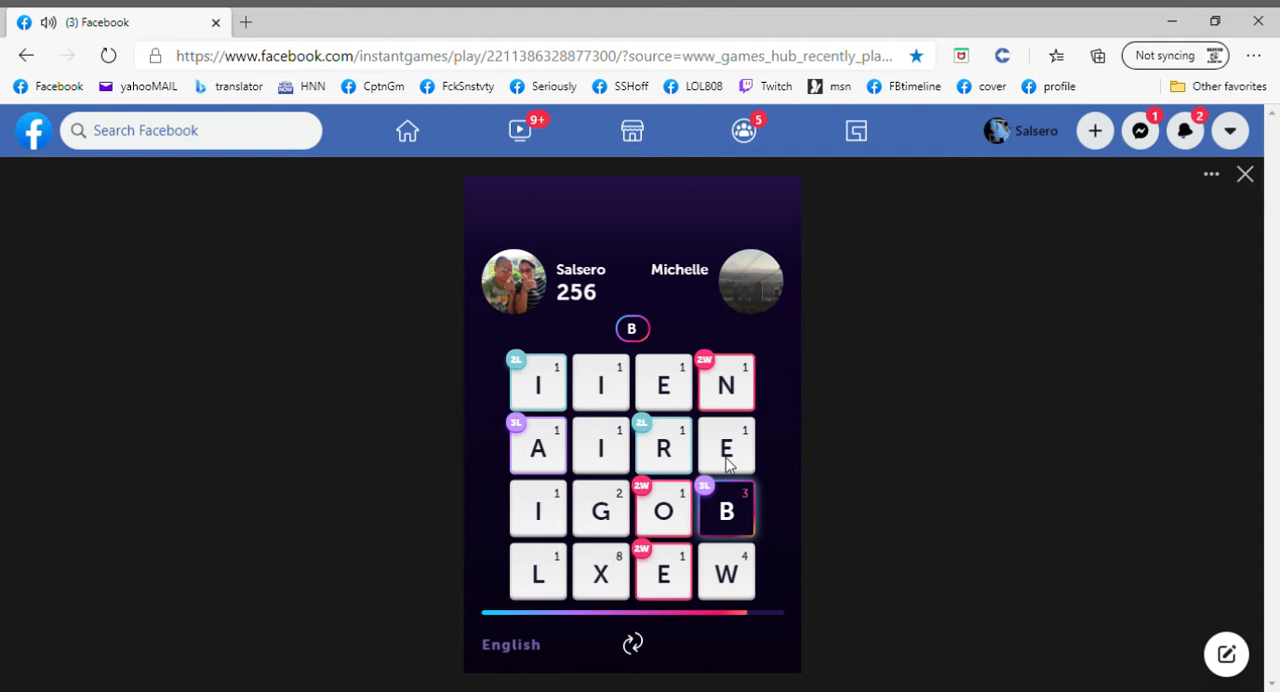 (3) Facebook
https://www.facebook.com/instantgames/play/2211386328877300/?source=www_games_hub_recently_pla...
Not syncing
Facebook yahooMAIL translator HNN CptnGm FckSnstvty Seriously SSHoff LOL808 Twitch msn FBtimeline cover profile Other favorites
Search Facebook 9+ 5 Salsero 1 2
Salsero Michelle
256
B
2L I 1 I 1 E 1 2W N 1
3L A 1 I 1 2L R 1 E 1
I 1 G 2 2W O 1 3L B 3
L 1 X 8 2W E 1 W 4
English